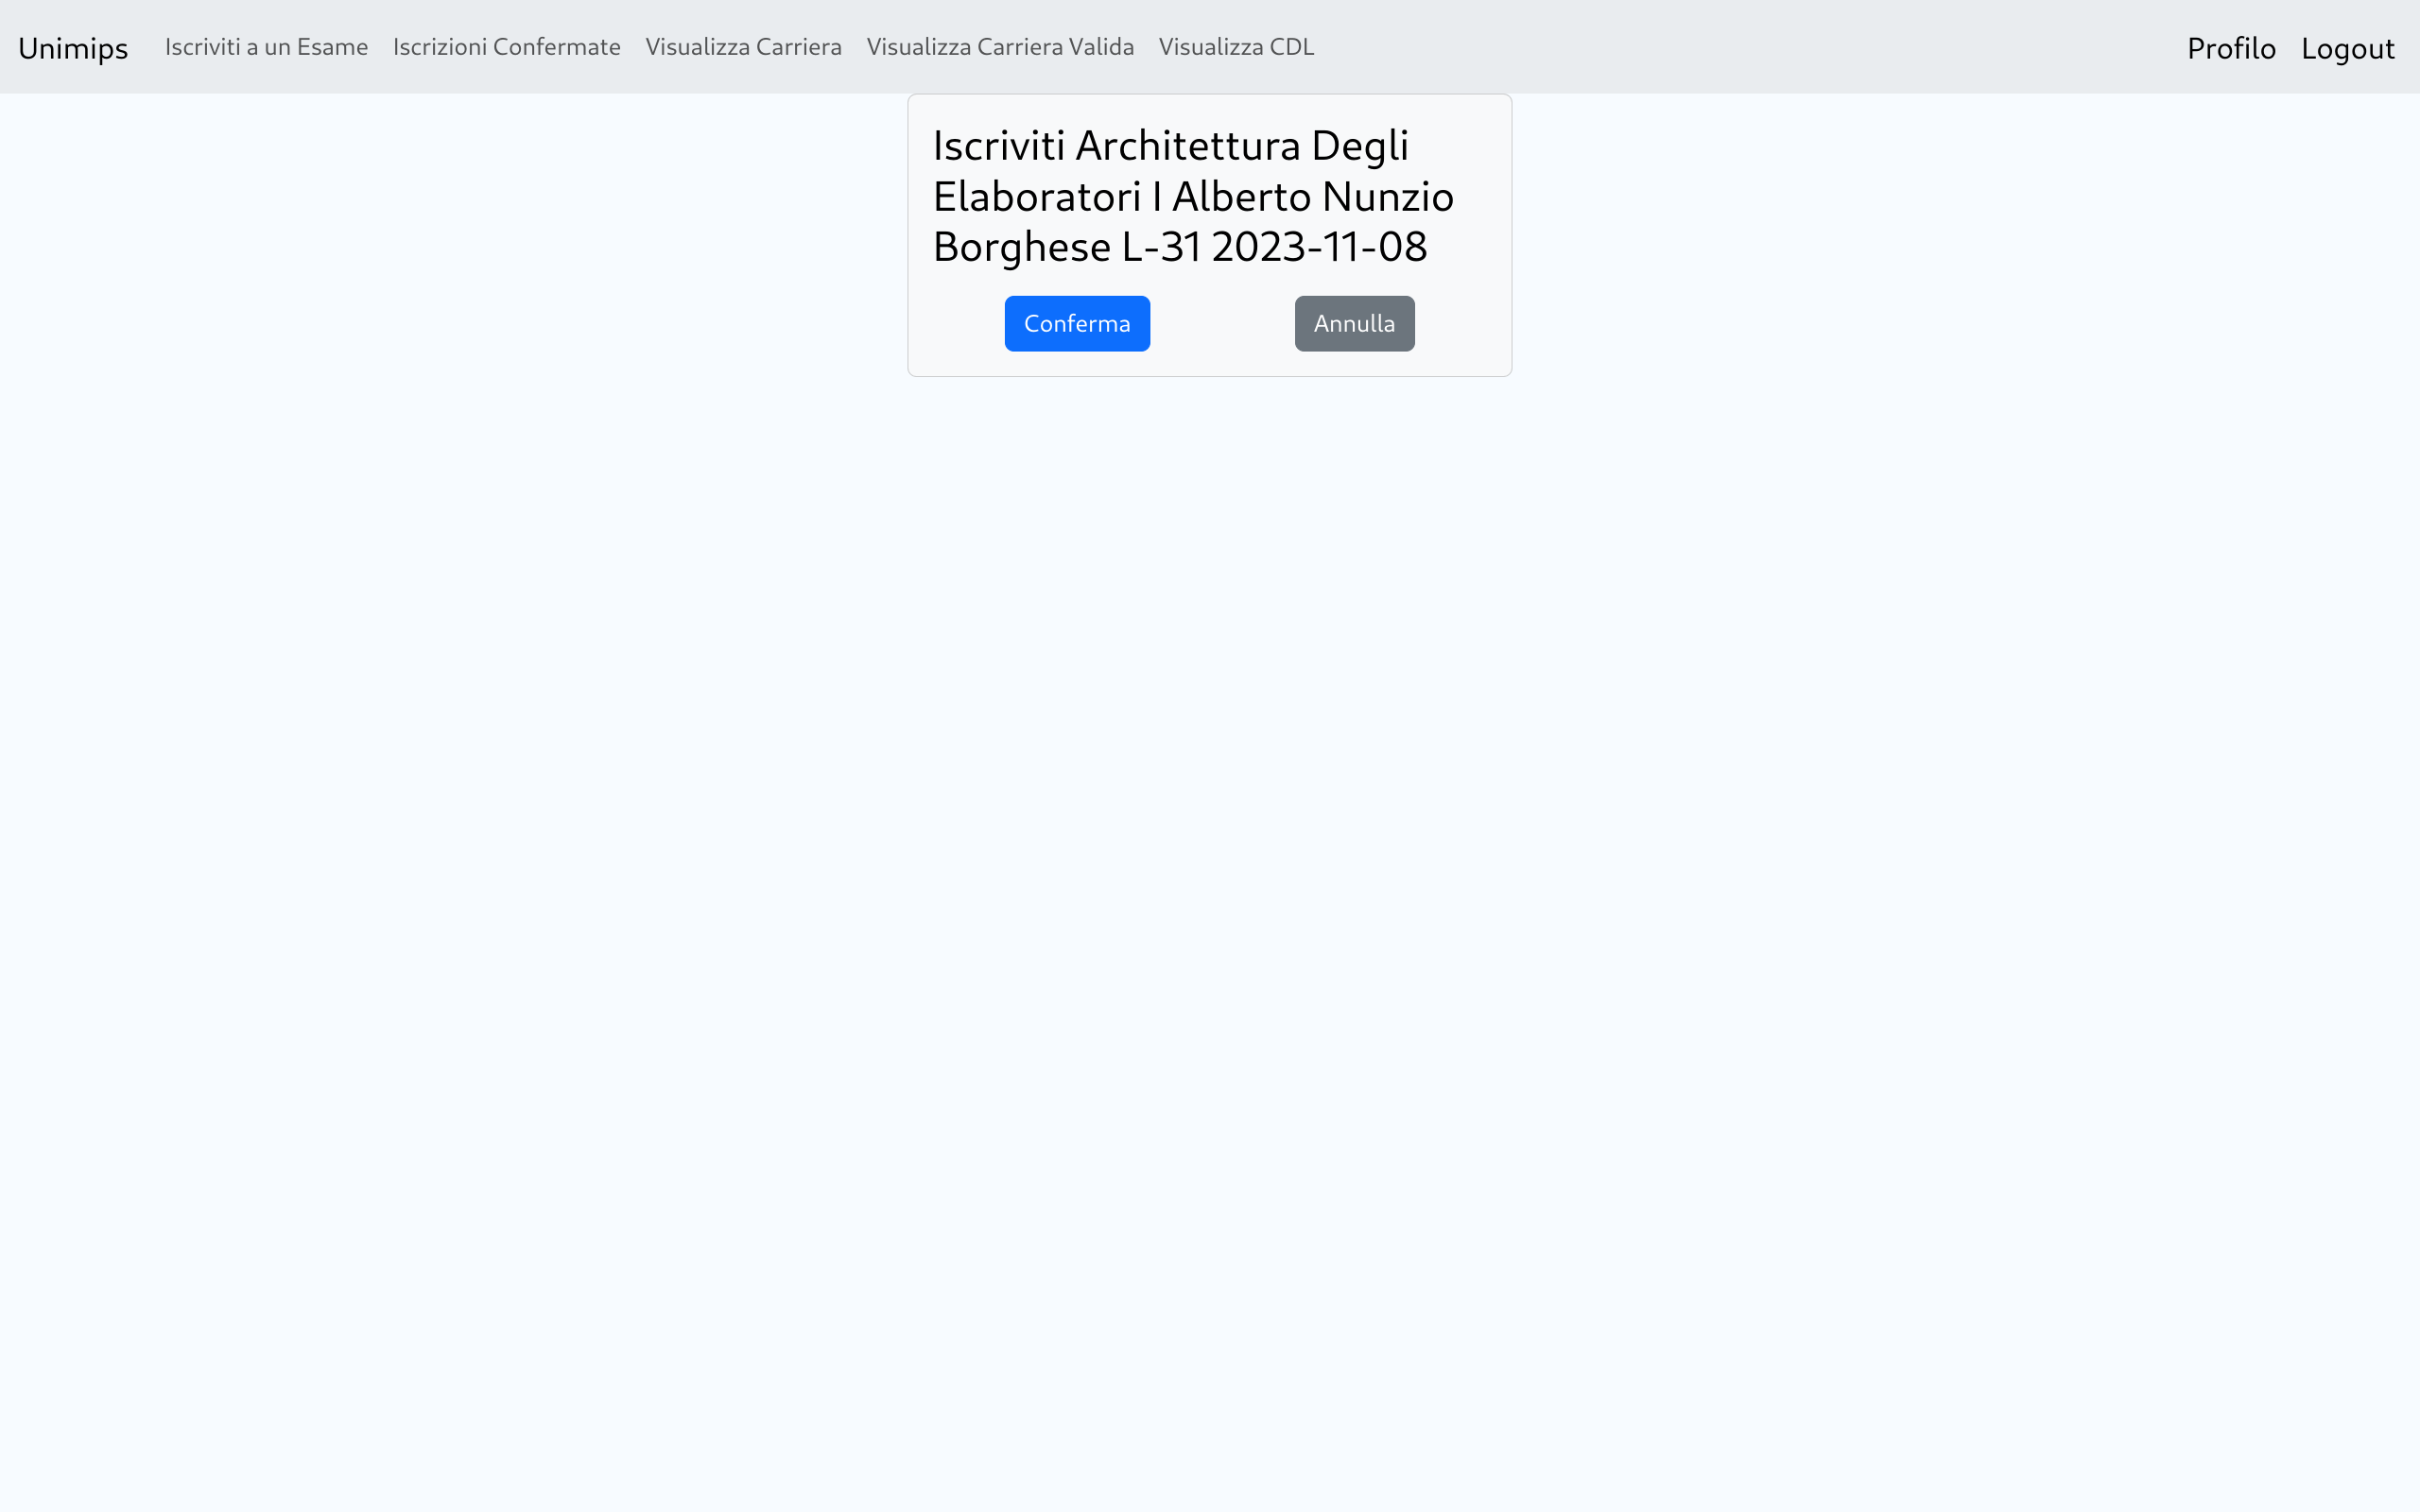 Unimips Iscriviti a un Esame Iscrizioni Confermate Visualizza Carriera Visualizza Carriera Valida Visualizza CDL Profilo Logout
Iscriviti Architettura Degli
Elaboratori I Alberto Nunzio
Borghese L-31 2023-11-08
Conferma Annulla